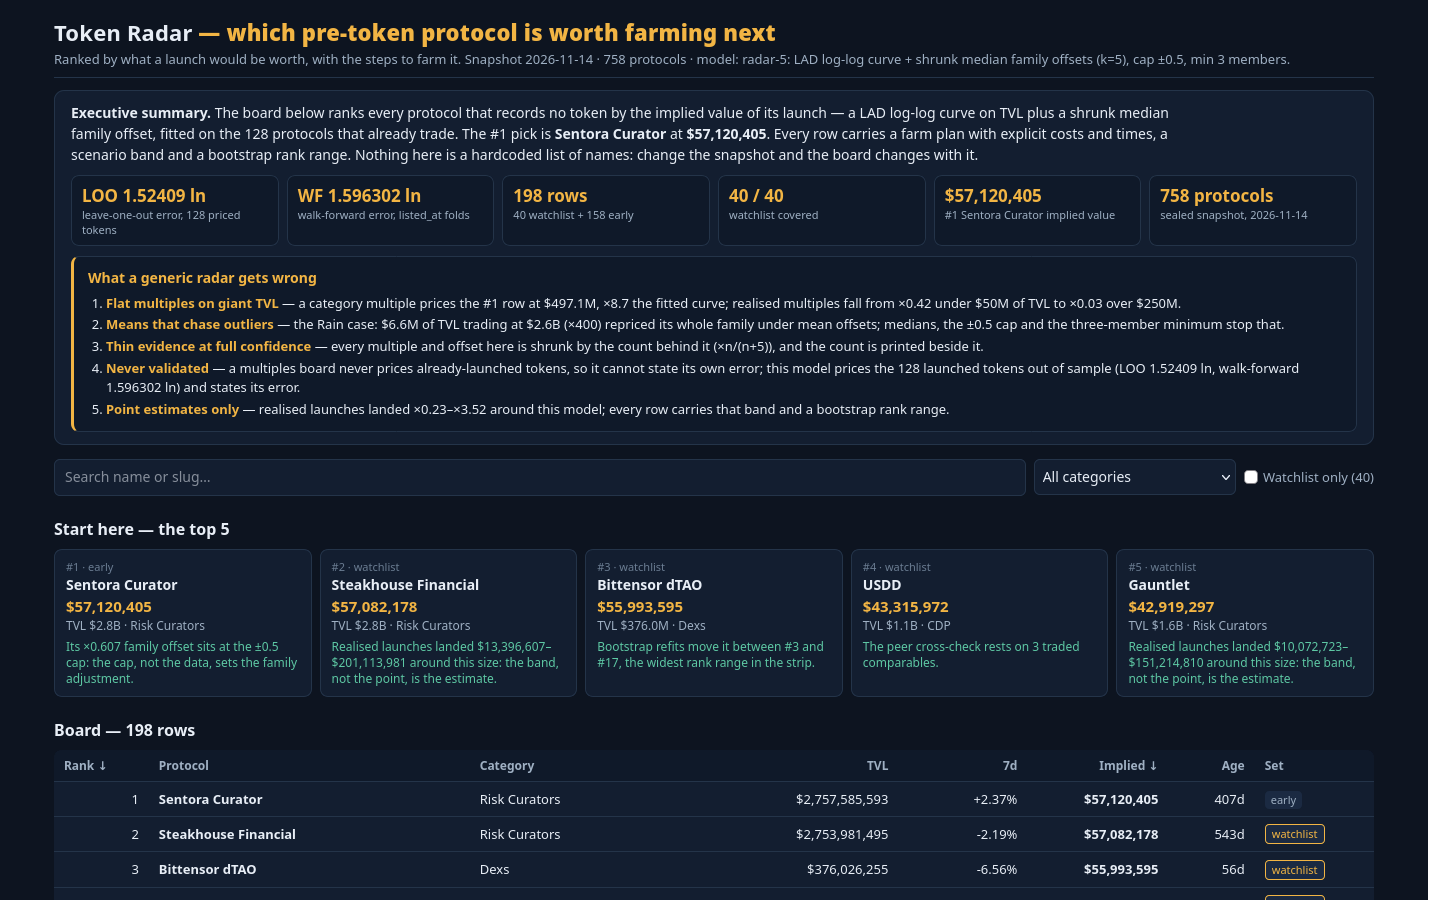 Token Radar — which pre-token protocol is worth farming next
Ranked by what a launch would be worth, with the steps to farm it. Snapshot 2026-11-14 · 758 protocols · model: radar-5: LAD log-log curve + shrunk median family offsets (k=5), cap ±0.5, min 3 members.
Executive summary. The board below ranks every protocol that records no token by the implied value of its launch — a LAD log-log curve on TVL plus a shrunk median
family offset, fitted on the 128 protocols that already trade. The #1 pick is Sentora Curator at $57,120,405. Every row carries a farm plan with explicit costs and times, a
scenario band and a bootstrap rank range. Nothing here is a hardcoded list of names: change the snapshot and the board changes with it.
LOO 1.52409 ln
leave-one-out error, 128 priced
tokens
WF 1.596302 ln
walk-forward error, listed_at folds
198 rows
40 watchlist + 158 early
40 / 40
watchlist covered
$57,120,405
#1 Sentora Curator implied value
758 protocols
sealed snapshot, 2026-11-14
What a generic radar gets wrong
1. Flat multiples on giant TVL — a category multiple prices the #1 row at $497.1M, ×8.7 the fitted curve; realised multiples fall from ×0.42 under $50M of TVL to ×0.03 over $250M.
2. Means that chase outliers — the Rain case: $6.6M of TVL trading at $2.6B (×400) repriced its whole family under mean offsets; medians, the ±0.5 cap and the three-member minimum stop that.
3. Thin evidence at full confidence — every multiple and offset here is shrunk by the count behind it (×n/(n+5)), and the count is printed beside it.
4. Never validated — a multiples board never prices already-launched tokens, so it cannot state its own error; this model prices the 128 launched tokens out of sample (LOO 1.52409 ln, walk-forward
1.596302 ln) and states its error.
5. Point estimates only — realised launches landed ×0.23–×3.52 around this model; every row carries that band and a bootstrap rank range.
Search name or slug...
All categories
Watchlist only (40)
Start here — the top 5
#1 · early
Sentora Curator
$57,120,405
TVL $2.8B · Risk Curators
Its ×0.607 family offset sits at the ±0.5
cap: the cap, not the data, sets the family
adjustment.
#2 · watchlist
Steakhouse Financial
$57,082,178
TVL $2.8B · Risk Curators
Realised launches landed $13,396,607–
$201,113,981 around this size: the band,
not the point, is the estimate.
#3 · watchlist
Bittensor dTAO
$55,993,595
TVL $376.0M · Dexs
Bootstrap refits move it between #3 and
#17, the widest rank range in the strip.
#4 · watchlist
USDD
$43,315,972
TVL $1.1B · CDP
The peer cross-check rests on 3 traded
comparables.
#5 · watchlist
Gauntlet
$42,919,297
TVL $1.6B · Risk Curators
Realised launches landed $10,072,723–
$151,214,810 around this size: the band,
not the point, is the estimate.
Board — 198 rows
Rank ↓ Protocol Category TVL 7d Implied ↓ Age Set
1 Sentora Curator Risk Curators $2,757,585,593 +2.37% $57,120,405 407d early
2 Steakhouse Financial Risk Curators $2,753,981,495 -2.19% $57,082,178 543d watchlist
3 Bittensor dTAO Dexs $376,026,255 -6.56% $55,993,595 56d watchlist